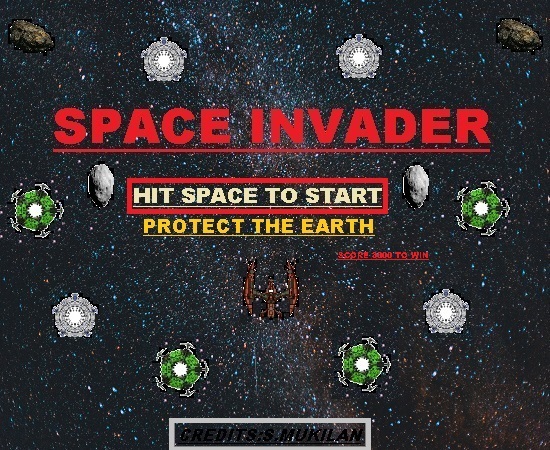 SPACE INVADER
HIT SPACE TO START
PROTECT THE EARTH
*SCORE 3000 TO WIN
CREDITS:S.MUKILAN